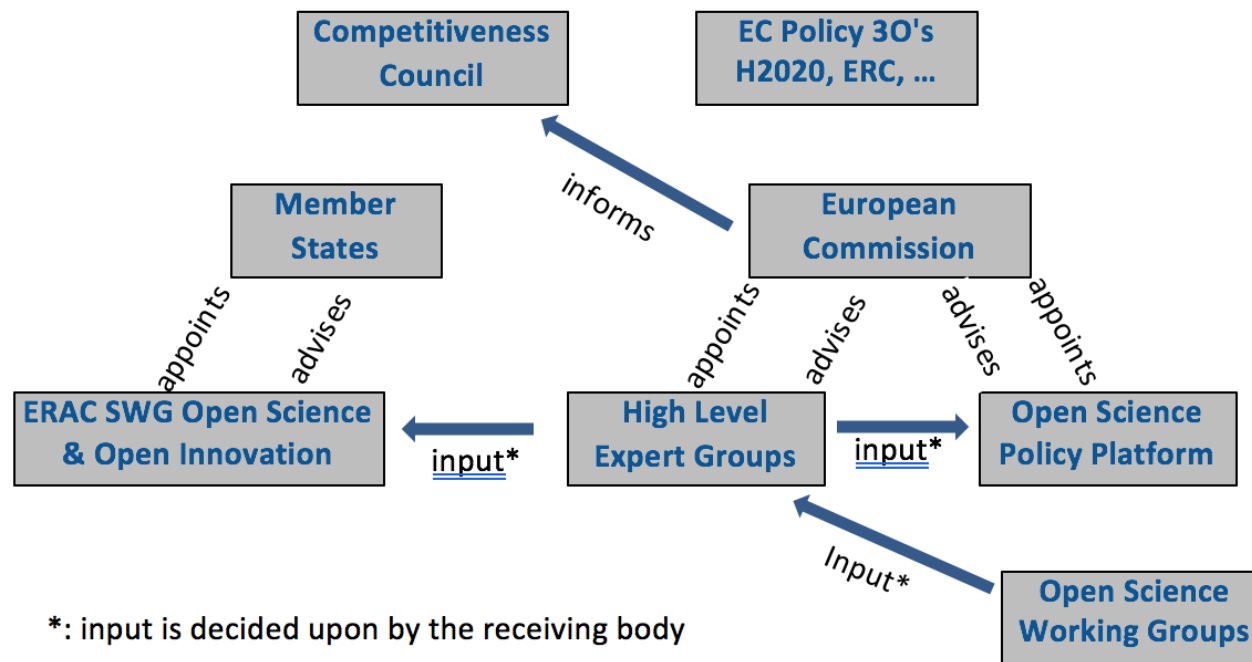 Competitiveness
Council
EC Policy 3O's
H2020, ERC, ...
informs
Member
States
European
Commission
appoints
advises
appoints
advises
advises
appoints
ERAC SWG Open Science
& Open Innovation
input*
High Level
Expert Groups
input*
Open Science
Policy Platform
Input*
Open Science
Working Groups
*: input is decided upon by the receiving body